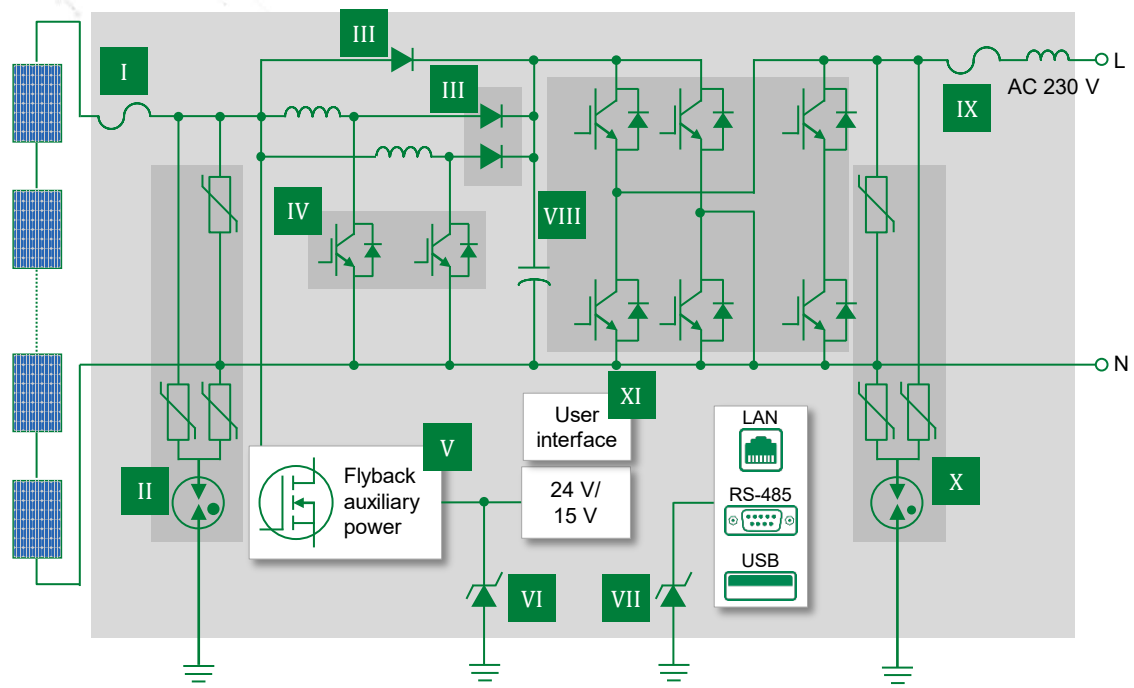 I
III
III
IV
VIII
IX
L
AC 230 V
N
XI
User
interface
V
Flyback
auxiliary
power
24 V/
15 V
LAN
RS-485
USB
II
X
VI
VII